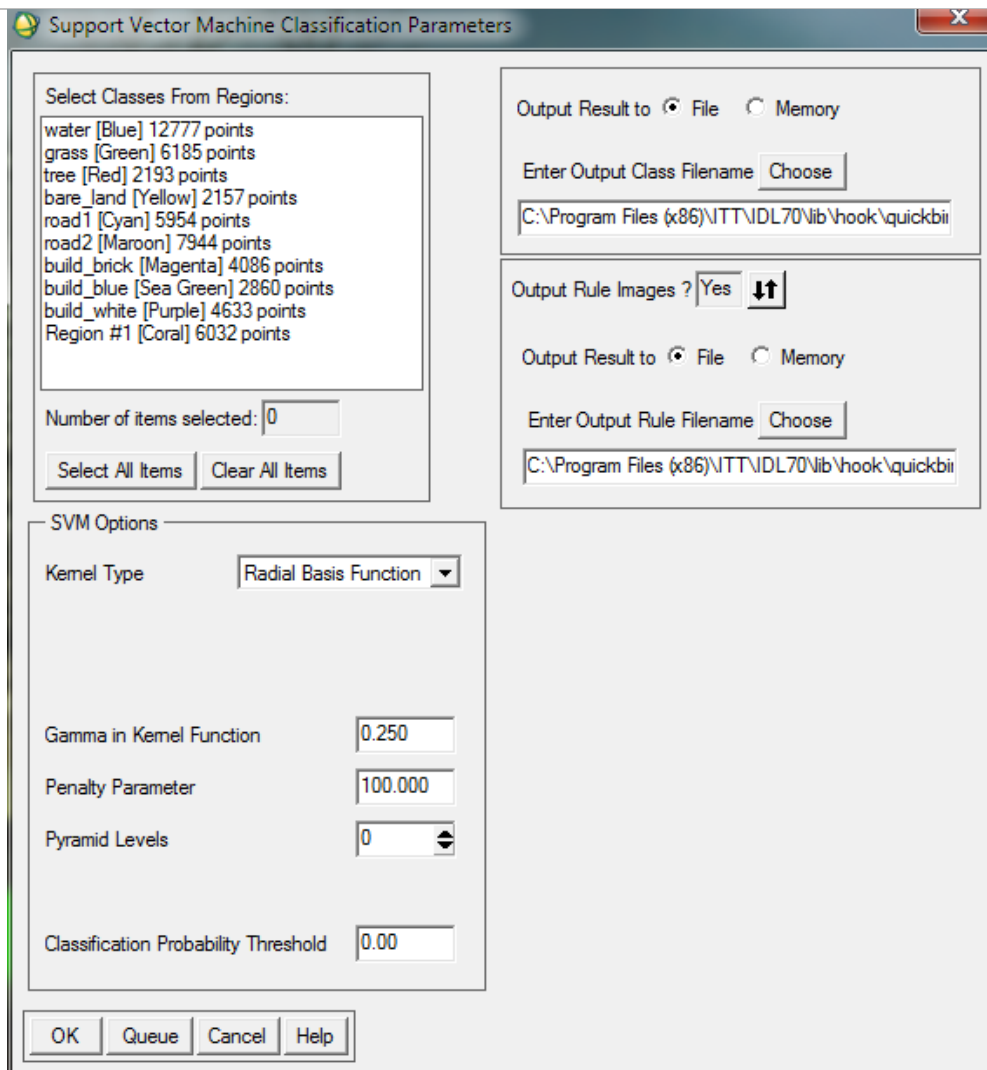 Support Vector Machine Classification Parameters
X
Select Classes From Regions:
water [Blue] 12777 points
grass [Green] 6185 points
tree [Red] 2193 points
bare_land [Yellow] 2157 points
road1 [Cyan] 5954 points
road2 [Maroon] 7944 points
build_brick [Magenta] 4086 points
build_blue [Sea Green] 2860 points
build_white [Purple] 4633 points
Region #1 [Coral] 6032 points
Number of items selected: 0
Select All Items Clear All Items
SVM Options
Kernel Type Radial Basis Function
Gamma in Kernel Function 0.250
Penalty Parameter 100.000
Pyramid Levels 0
Classification Probability Threshold 0.00
OK Queue Cancel Help
Output Result to File Memory
Enter Output Class Filename Choose
C:\Program Files (x86)\ITT\IDL70\lib\hook\quickbir
Output Rule Images ? Yes
Output Result to File Memory
Enter Output Rule Filename Choose
C:\Program Files (x86)\ITT\IDL70\lib\hook\quickbir